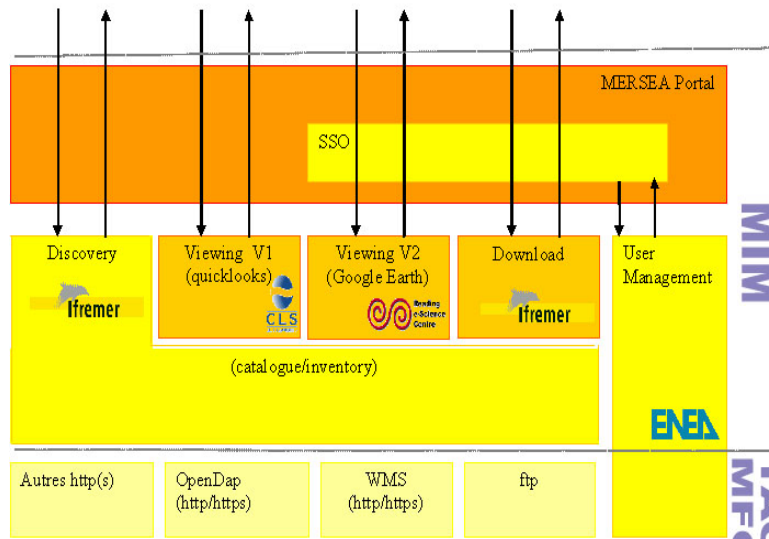 MERSEA Portal
SSO
MIM
Discovery
Ifremer
Viewing V1
(quicklooks)
CLS
Viewing V2
(Google Earth)
Reading
e-Science
Centre
Download
Ifremer
User
Management
(catalogue/inventory)
ENEA
Autres http(s)
OpenDap
(http/https)
WMS
(http/https)
ftp